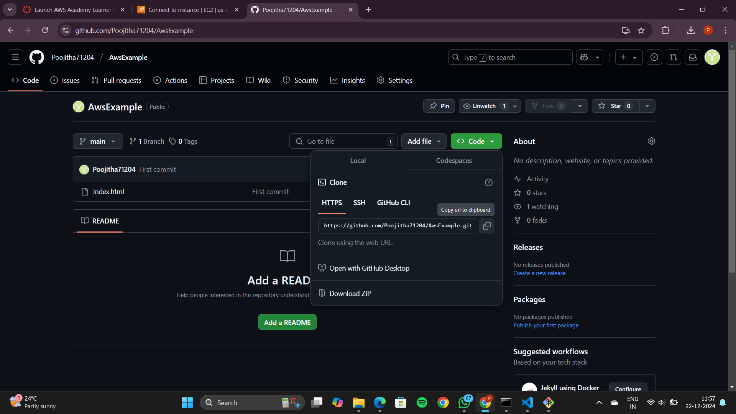 Launch AWS Academy Learner
Connect to instance | EC2 | us
Poojitha71204/AwsExample
github.com/Poojitha71204/AwsExample
Poojitha71204 / AwsExample
Type / to search
Code
Issues
Pull requests
Actions
Projects
Wiki
Security
Insights
Settings
AwsExample
Public
Pin
Unwatch 1
Fork 0
Star 0
main
1 Branch
0 Tags
Go to file
t
Add file
Code
Poojitha71204 First commit
index.html
First commit
README
Add a READ
Help people interested in this repository understand
Add a README
Local
Codespaces
Clone
HTTPS
SSH
GitHub CLI
Copy url to clipboard
https://github.com/Poojitha71204/AwsExample.git
Clone using the web URL.
Open with GitHub Desktop
Download ZIP
About
No description, website, or topics provided.
Activity
0 stars
1 watching
0 forks
Releases
No releases published
Create a new release
Packages
No packages published
Publish your first package
Suggested workflows
Based on your tech stack
Jekyll using Docker
Configure
24°C
Partly sunny
Search
ENG
IN
11:57
22-12-2024